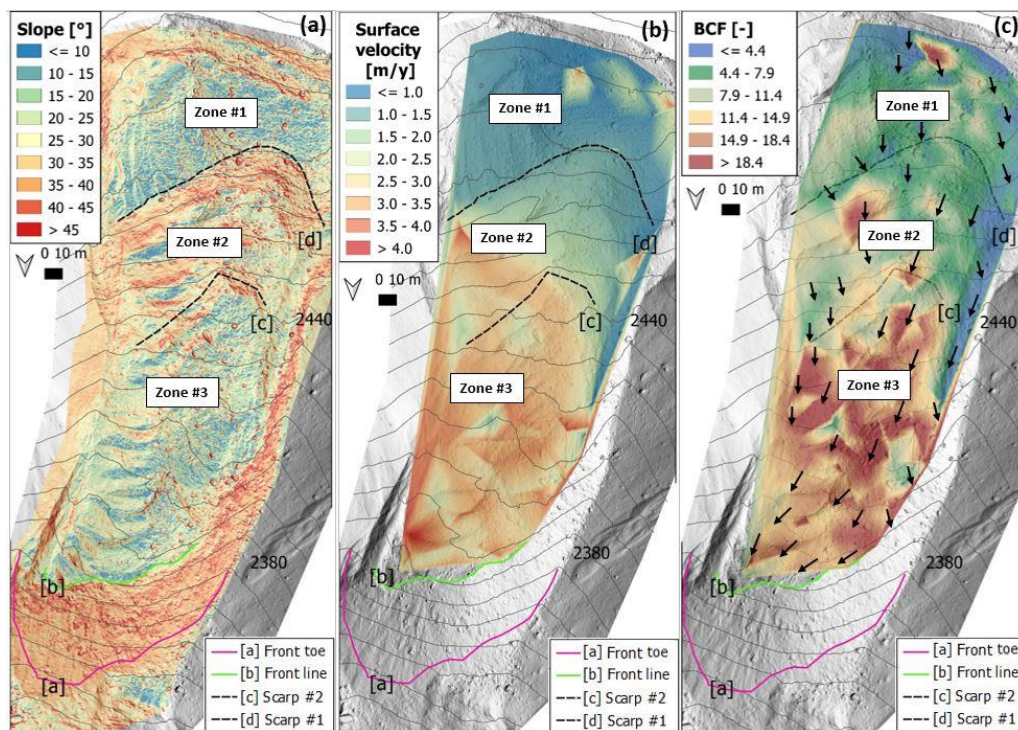 (a)
Slope [°]
<= 10
10 - 15
15 - 20
20 - 25
25 - 30
30 - 35
35 - 40
40 - 45
> 45
0 10 m
Zone #1
Zone #2
Zone #3
[d]
[c]
2440
2380
[b]
[a]
[a] Front toe
[b] Front line
[c] Scarp #2
[d] Scarp #1
(b)
Surface
velocity
[m/y]
<= 1.0
1.0 - 1.5
1.5 - 2.0
2.0 - 2.5
2.5 - 3.0
3.0 - 3.5
3.5 - 4.0
> 4.0
0 10 m
Zone #1
Zone #2
Zone #3
[d]
[c]
2440
2380
[b]
[a]
[a] Front toe
[b] Front line
[c] Scarp #2
[d] Scarp #1
(c)
BCF [-]
<= 4.4
4.4 - 7.9
7.9 - 11.4
11.4 - 14.9
14.9 - 18.4
> 18.4
0 10 m
Zone #1
Zone #2
Zone #3
[d]
[c]
2440
2380
[b]
[a]
[a] Front toe
[b] Front line
[c] Scarp #2
[d] Scarp #1